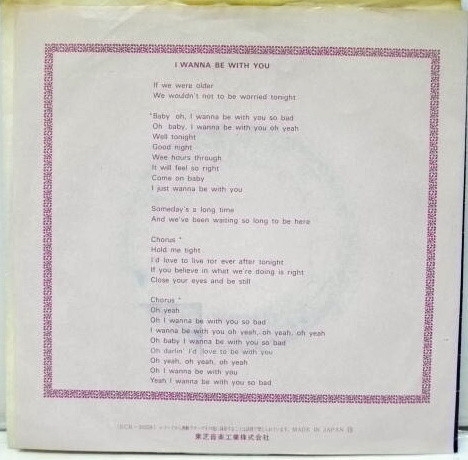 I WANNA BE WITH YOU
If we were older
We wouldn't not to be worried tonight
*Baby oh, I wanna be with you so bad
Oh baby, I wanna be with you oh yeah
Well tonight
Good night
Wee hours through
It will feel so right
Come on baby
I just wanna be with you
Someday's a long time
And we've been waiting so long to be here
Chorus *
Hold me tight
I'd love to live for ever after tonight
If you believe in what we're doing is right
Close your eyes and be still
Chorus *
Oh yeah
Oh I wanna be with you so bad
I wanna be with you oh yeah, oh yeah, oh yeah
Oh baby I wanna be with you so bad
Oh darlin' I'd love to be with you
Oh yeah, oh yeah, oh yeah
Oh I wanna be with you
Yeah I wanna be with you so bad
MADE IN JAPAN
東芝音楽工業株式会社